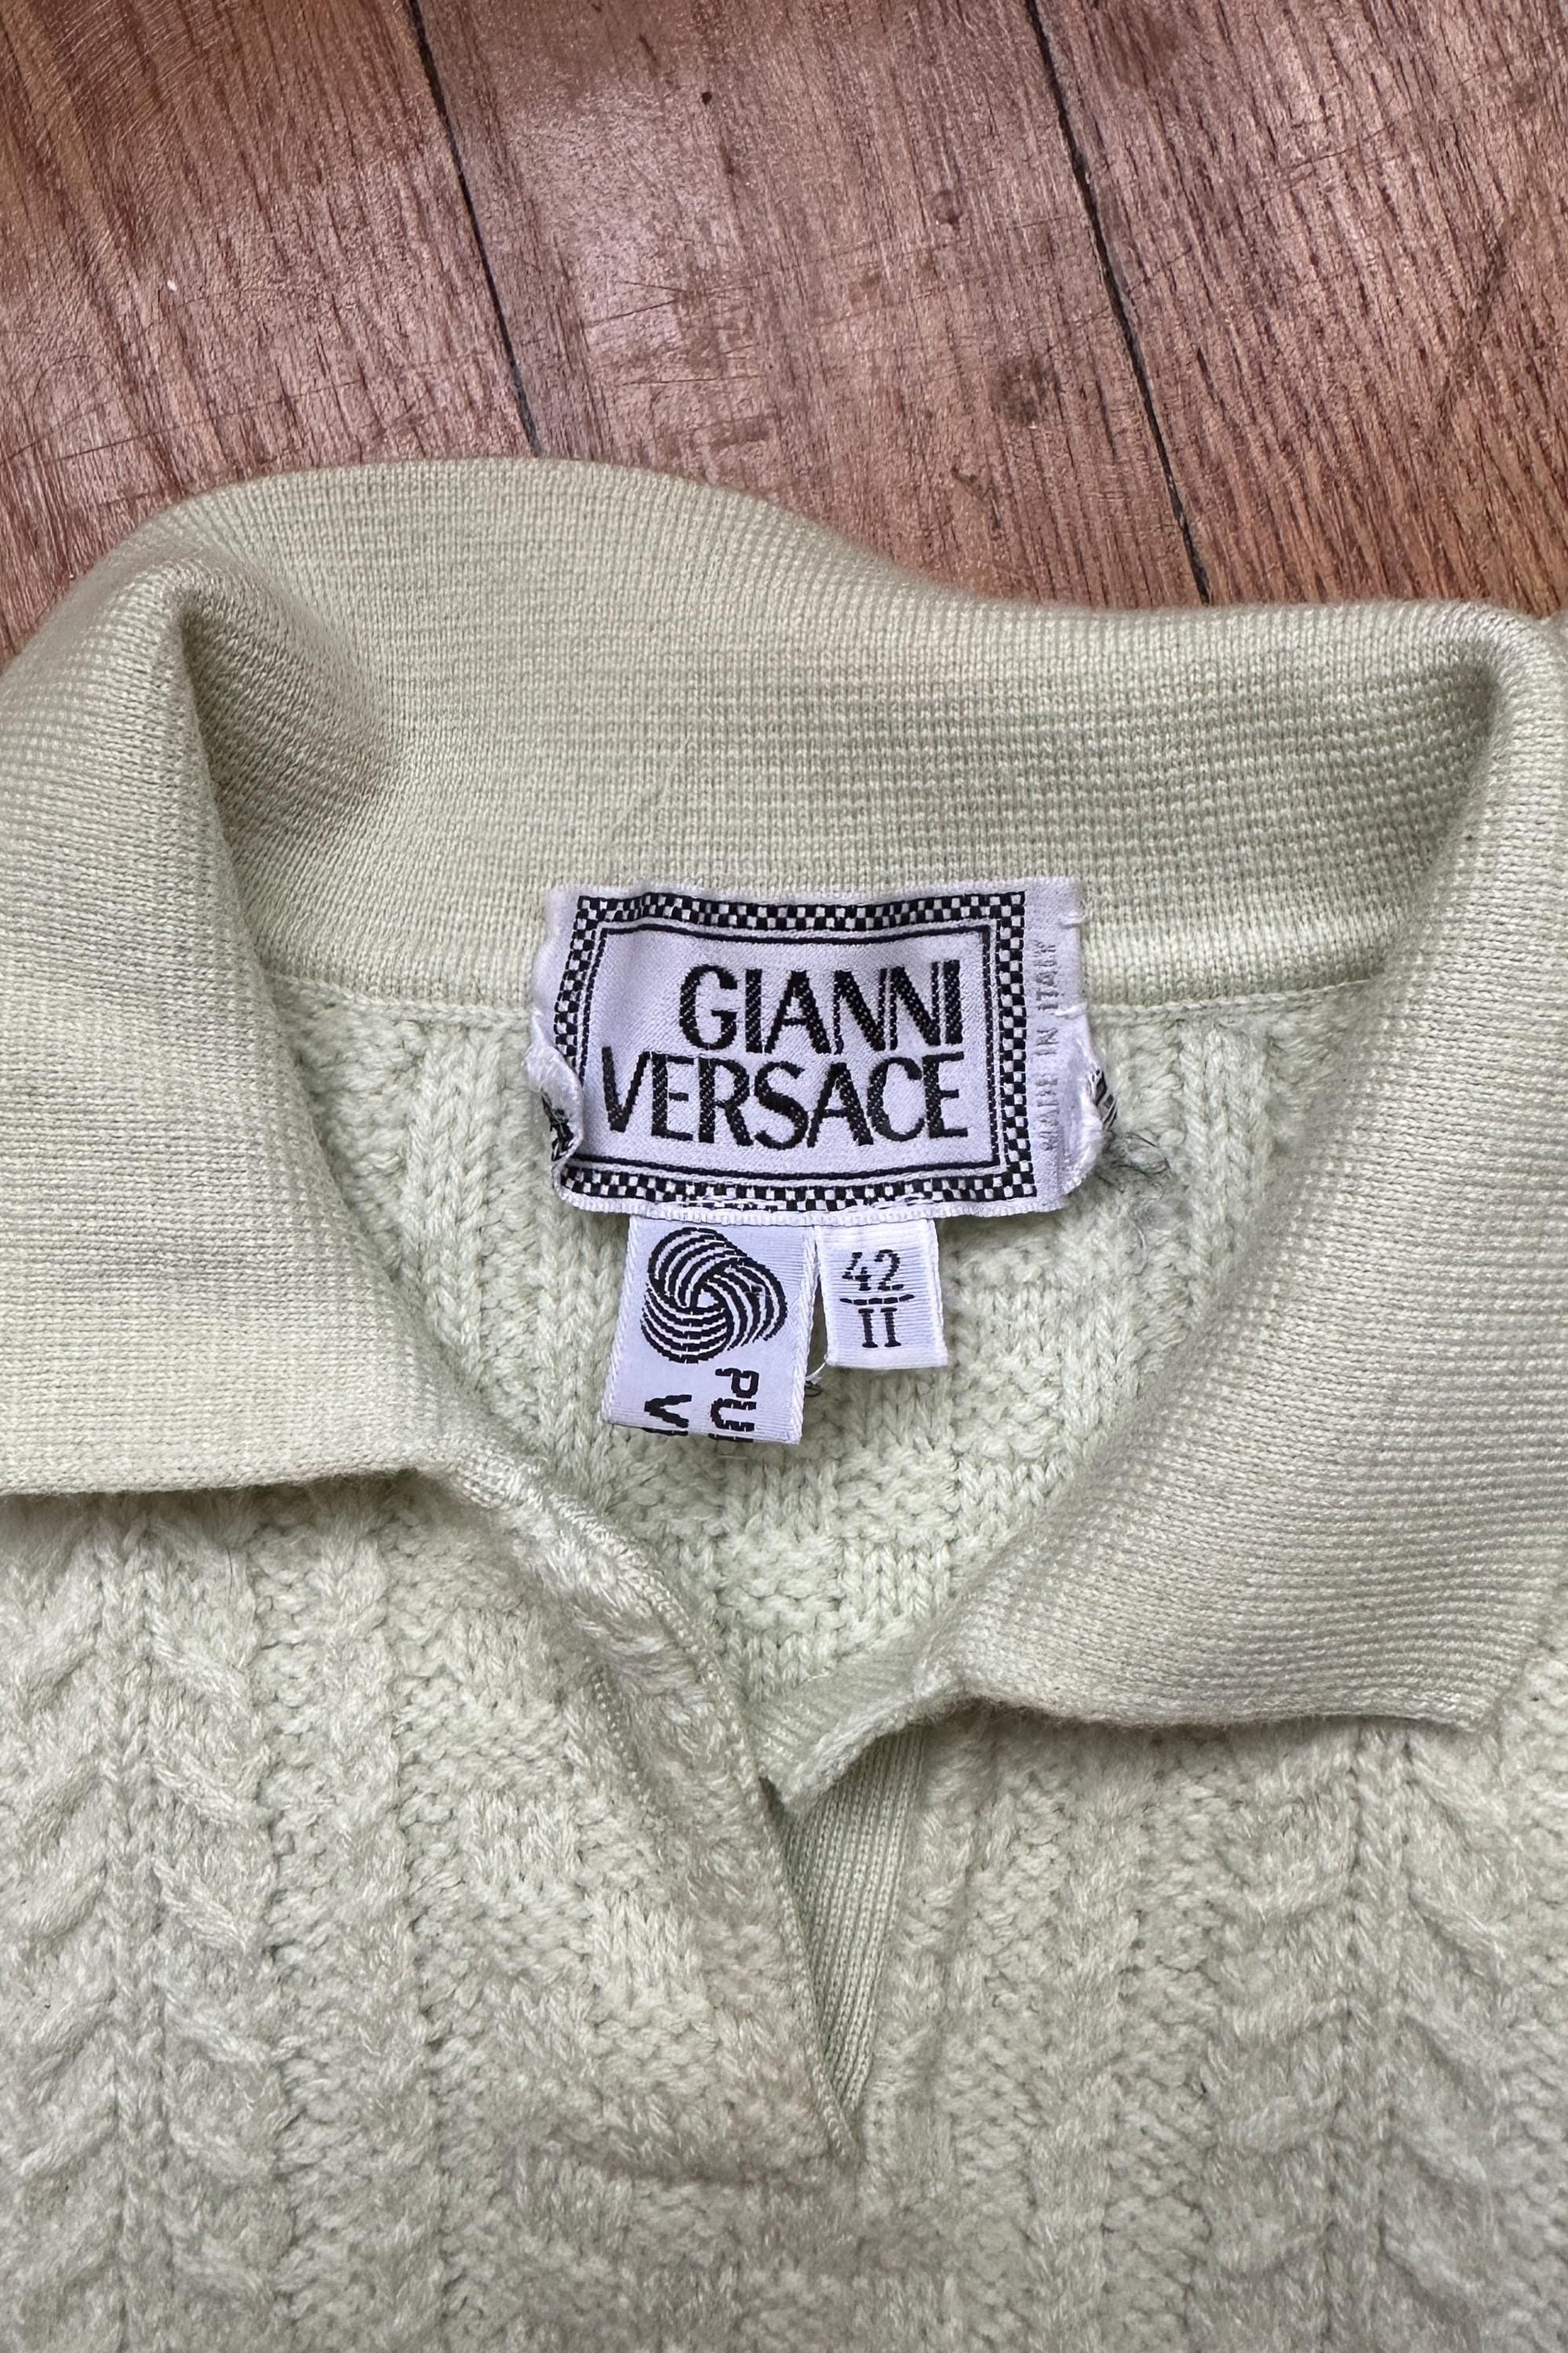 GIANNI
VERSACE
MADE IN ITALY
42
II
PU